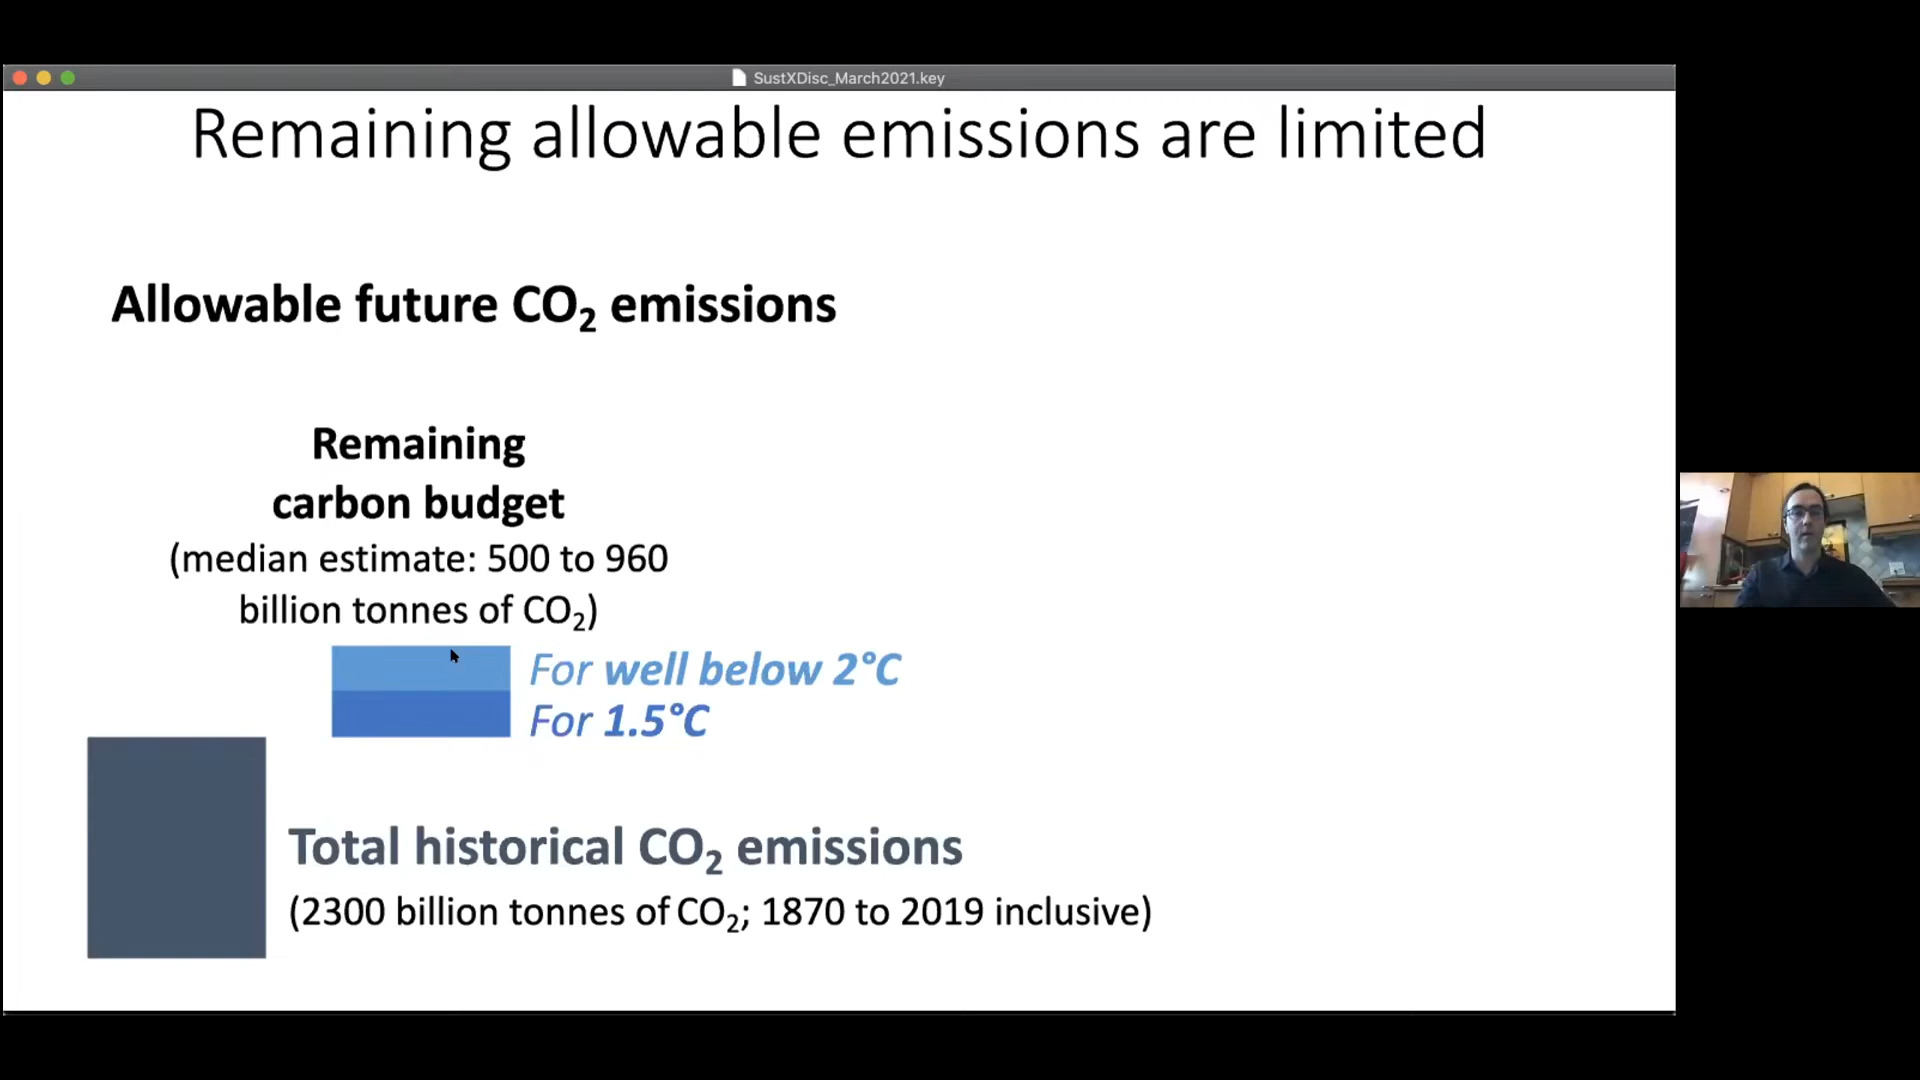 SustXDisc_March2021.key
Remaining allowable emissions are limited
Allowable future CO₂ emissions
Remaining
carbon budget
(median estimate: 500 to 960
billion tonnes of CO₂)
For well below 2°C
For 1.5°C
Total historical CO₂ emissions
(2300 billion tonnes of CO₂; 1870 to 2019 inclusive)